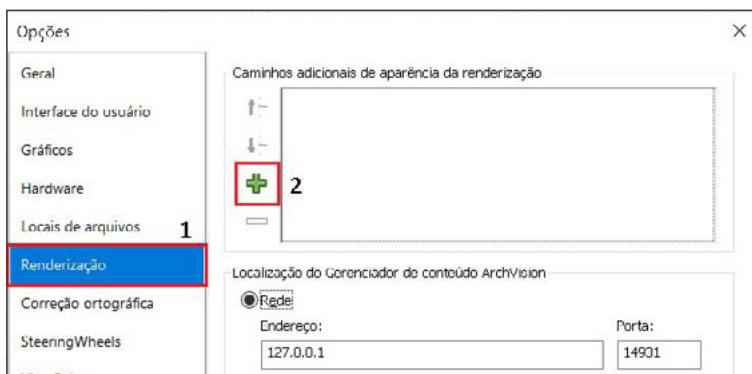 Opções
Geral
Interface do usuário
Gráficos
Hardware
Locais de arquivos
1
Renderização
Correção ortográfica
SteeringWheels
Caminhos adicionais de aparência da renderização
2
Localização do Gerenciador de conteúdo ArchVision
Rede
Endereço:
Porta:
127.0.0.1
14931